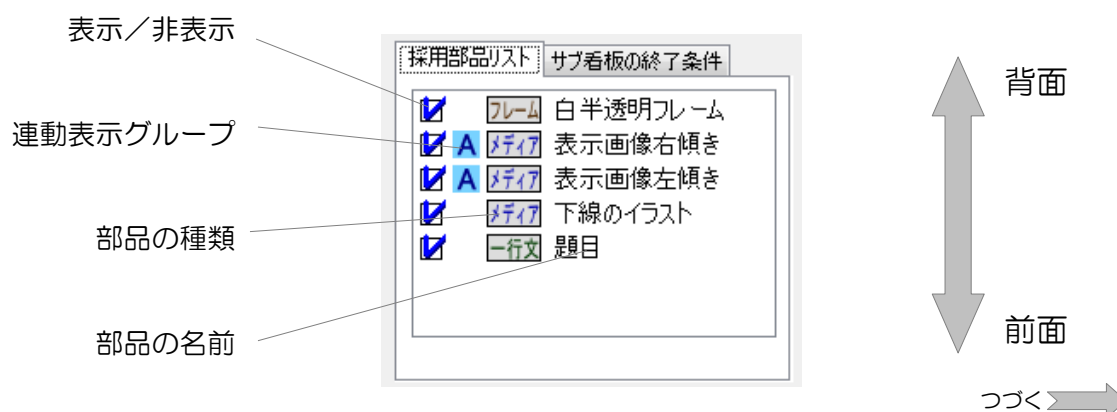 表示／非表示
連動表示グループ
部品の種類
部品の名前
採用部品リスト サブ看板の終了条件
フレーム 白半透明フレーム
A メディア 表示画像右傾き
A メディア 表示画像左傾き
メディア 下線のイラスト
一行文 題目
背面
前面
つづく